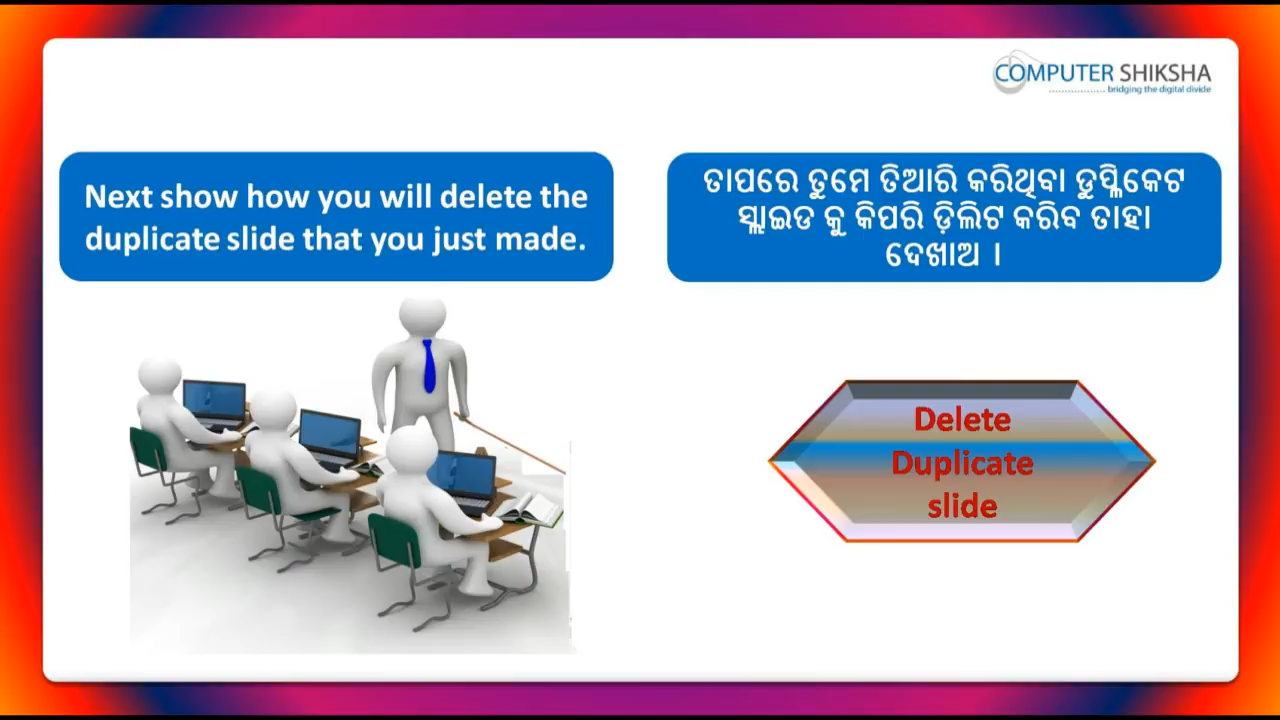 COMPUTER SHIKSHA
bridging the digital divide
Next show how you will delete the
duplicate slide that you just made.
ତାପରେ ତୁମେ ତିଆରି କରିଥିବା ଡୁପ୍ଲିକେଟ
ସ୍ଲାଇଡ କୁ କିପରି ଡ଼ିଲିଟ କରିବ ତାହା
ଦେଖାଅ ।
Delete
Duplicate
slide